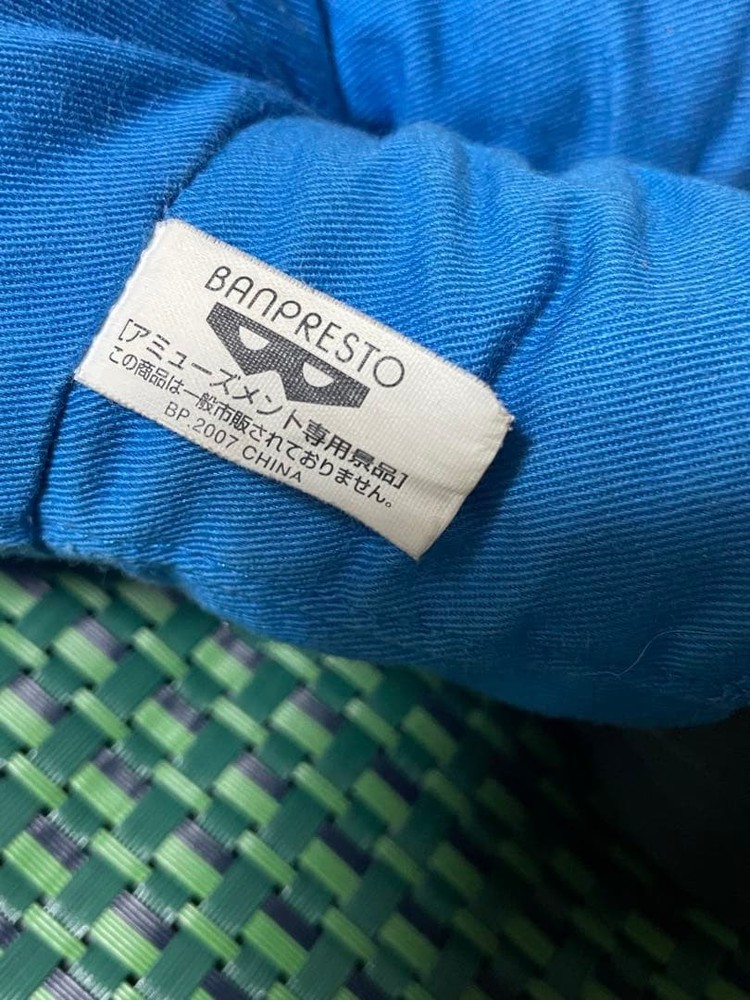 BANPRESTO
[アミューズメント専用景品]
この商品は一般市販されておりません。
BP.2007 CHINA